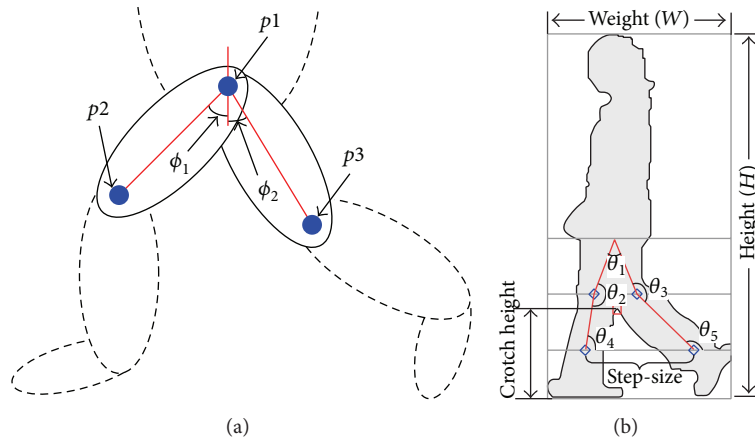 p1
p2
p3
ϕ₁
ϕ₂
(a)
Weight (W)
Height (H)
θ₁
θ₂
θ₃
θ₄
θ₅
Crotch height
Step-size
(b)